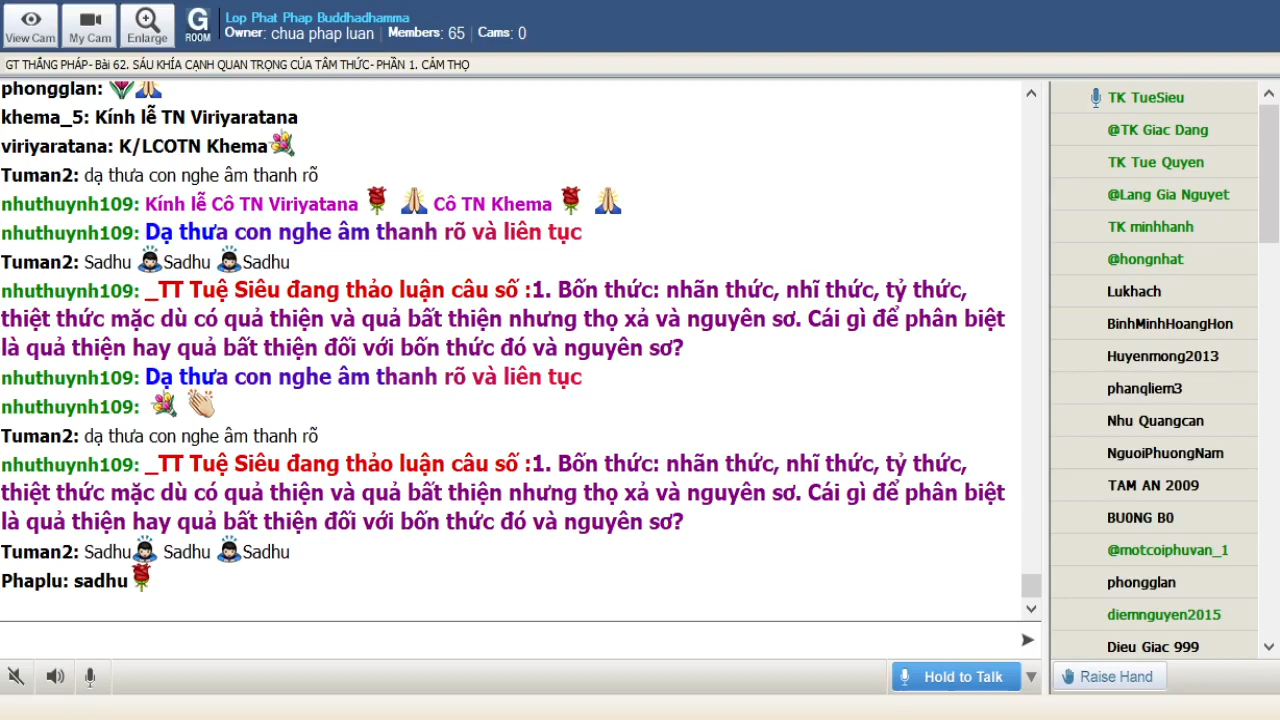 View Cam
My Cam
Enlarge
G
ROOM
Lop Phat Phap Buddhadhamma
Owner: chua phap luan | Members: 65 | Cams: 0
GT THẮNG PHÁP- Bài 62. SÁU KHÍA CẠNH QUAN TRỌNG CỦA TÂM THỨC- PHẦN 1. CẢM THỌ
phongglan:
khema_5: Kính lễ TN Viriyaratana
viriyaratana: K/LCOTN Khema
Tuman2: dạ thưa con nghe âm thanh rõ
nhuthuynh109: Kính lễ Cô TN Viriyatana Cô TN Khema
nhuthuynh109: Dạ thưa con nghe âm thanh rõ và liên tục
Tuman2: Sadhu Sadhu Sadhu
nhuthuynh109: _TT Tuệ Siêu đang thảo luận câu số :1. Bốn thức: nhãn thức, nhĩ thức, tỷ thức,
thiệt thức mặc dù có quả thiện và quả bất thiện nhưng thọ xả và nguyên sơ. Cái gì để phân biệt
là quả thiện hay quả bất thiện đối với bốn thức đó và nguyên sơ?
nhuthuynh109: Dạ thưa con nghe âm thanh rõ và liên tục
nhuthuynh109:
Tuman2: dạ thưa con nghe âm thanh rõ
nhuthuynh109: _TT Tuệ Siêu đang thảo luận câu số :1. Bốn thức: nhãn thức, nhĩ thức, tỷ thức,
thiệt thức mặc dù có quả thiện và quả bất thiện nhưng thọ xả và nguyên sơ. Cái gì để phân biệt
là quả thiện hay quả bất thiện đối với bốn thức đó và nguyên sơ?
Tuman2: Sadhu Sadhu Sadhu
Phaplu: sadhu
TK TueSieu
@TK Giac Dang
TK Tue Quyen
@Lang Gia Nguyet
TK minhhanh
@hongnhat
Lukhach
BinhMinhHoangHon
Huyenmong2013
phanqliem3
Nhu Quangcan
NguoiPhuongNam
TAM AN 2009
BU0NG B0
@motcoiphuvan_1
phongglan
diemnguyen2015
Dieu Giac 999
Hold to Talk
Raise Hand